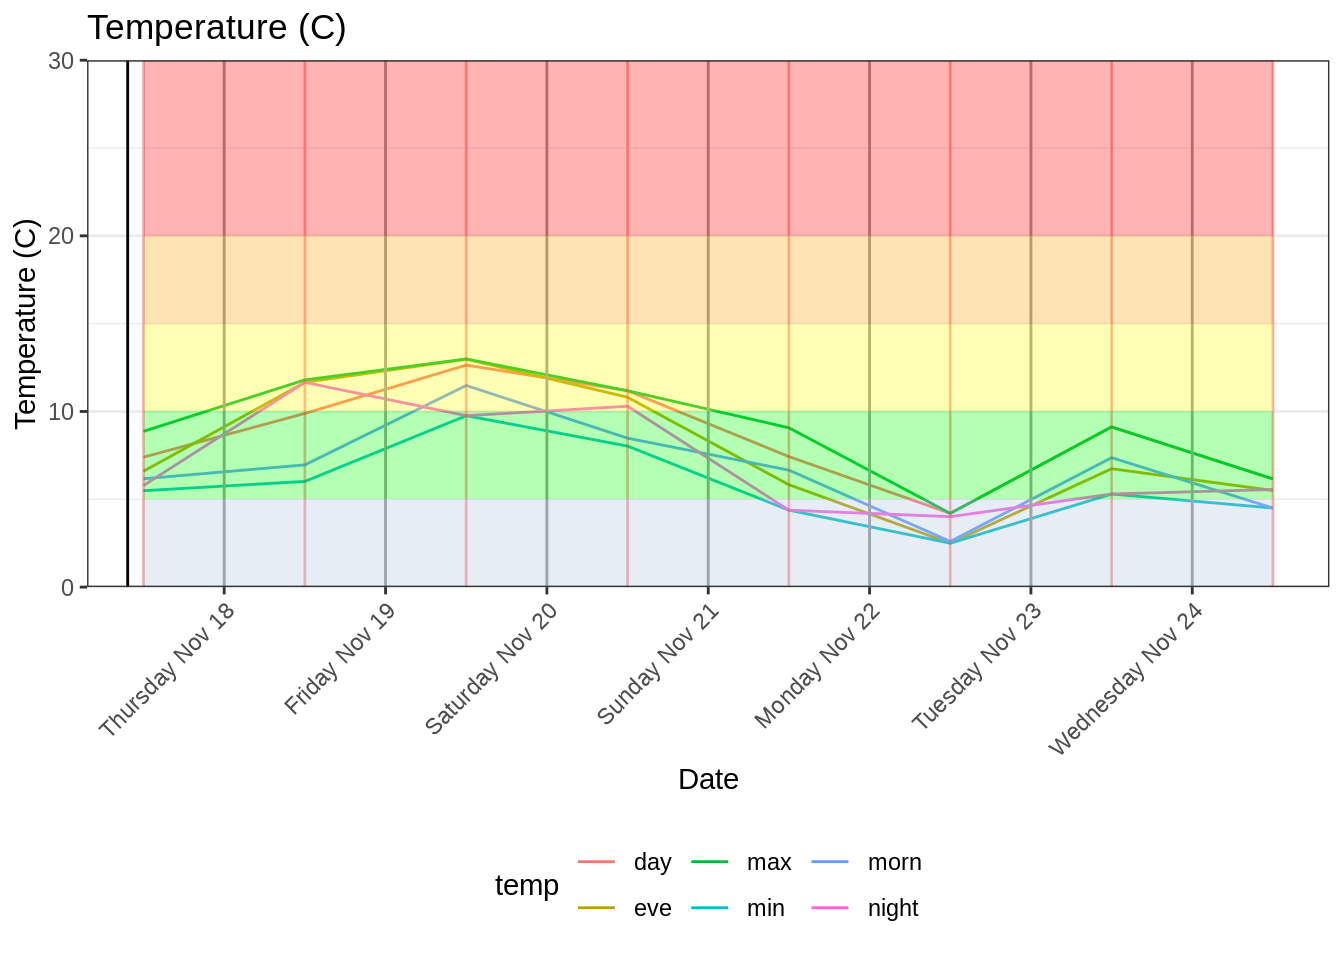 Temperature (C)
Temperature (C)
30
20
10
0
Thursday Nov 18
Friday Nov 19
Saturday Nov 20
Sunday Nov 21
Monday Nov 22
Tuesday Nov 23
Wednesday Nov 24
Date
temp
day
max
morn
eve
min
night